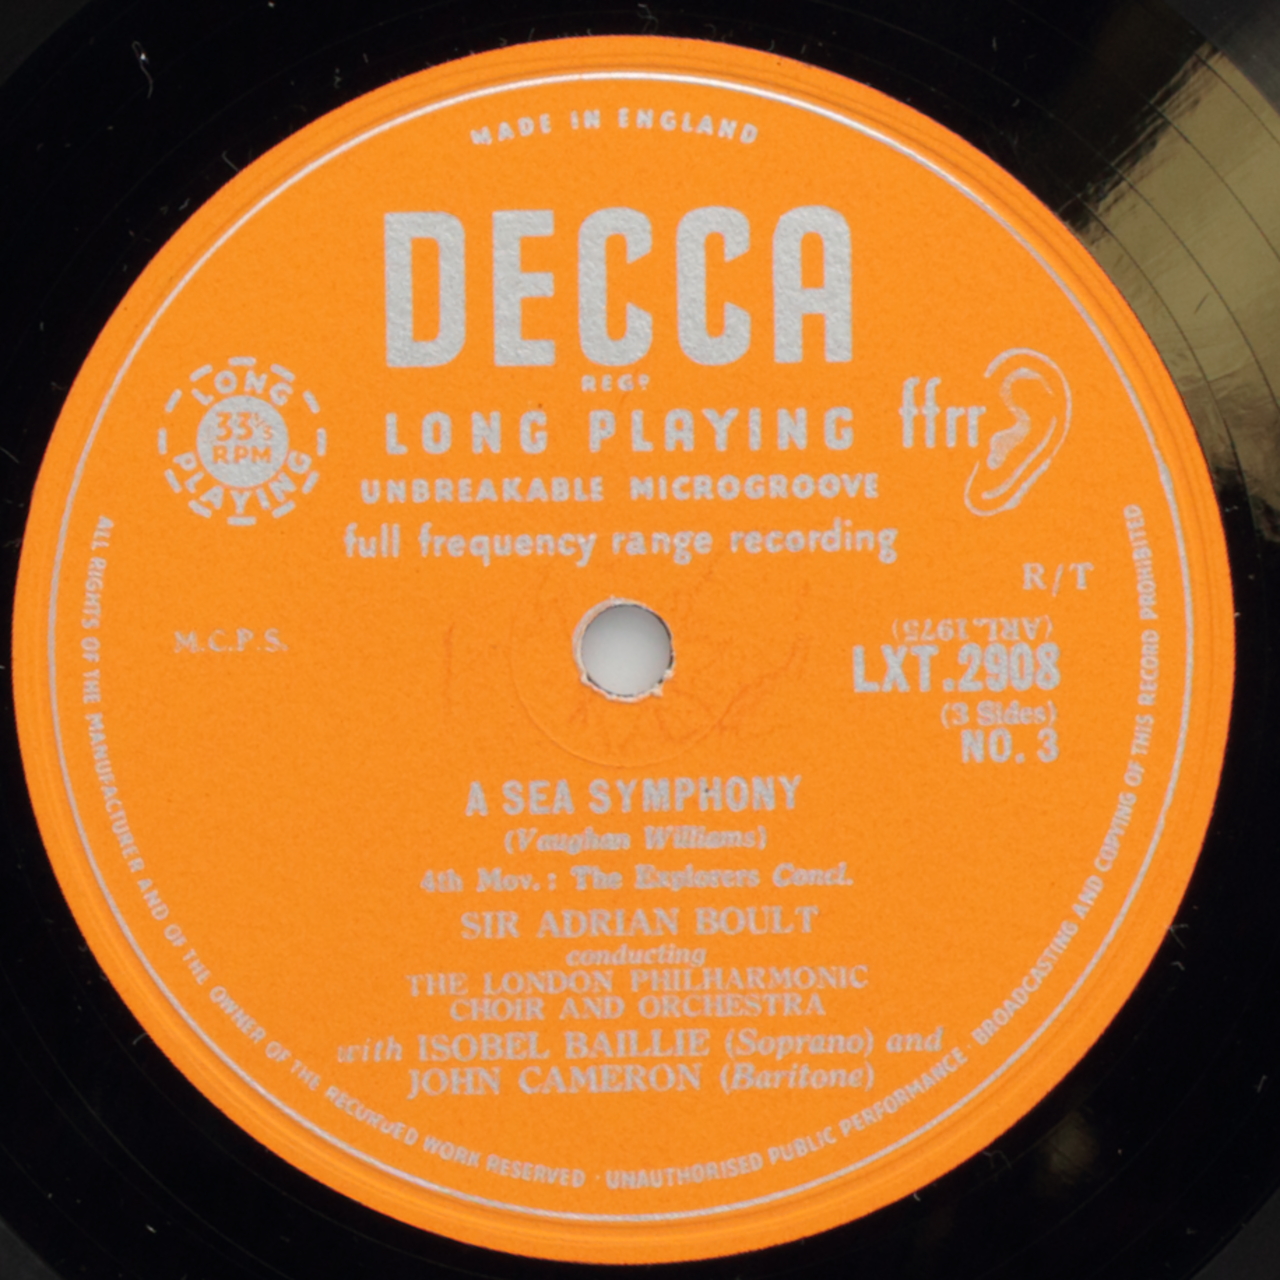 MADE IN ENGLAND
DECCA
REGD
LONG PLAYING
33⅓ RPM
LONG PLAYING
ffrr
UNBREAKABLE MICROGROOVE
full frequency range recording
R/T
M.C.P.S.
(ARL.1975)
LXT.2908
(3 Sides)
NO. 3
A SEA SYMPHONY
(Vaughan Williams)
4th Mov.: The Explorers Concl.
SIR ADRIAN BOULT
conducting
THE LONDON PHILHARMONIC
CHOIR AND ORCHESTRA
with ISOBEL BAILLIE (Soprano) and
JOHN CAMERON (Baritone)
ALL RIGHTS OF THE MANUFACTURER AND OF THE OWNER OF THE RECORDED WORK RESERVED · UNAUTHORISED PUBLIC PERFORMANCE · BROADCASTING AND COPYING OF THIS RECORD PROHIBITED